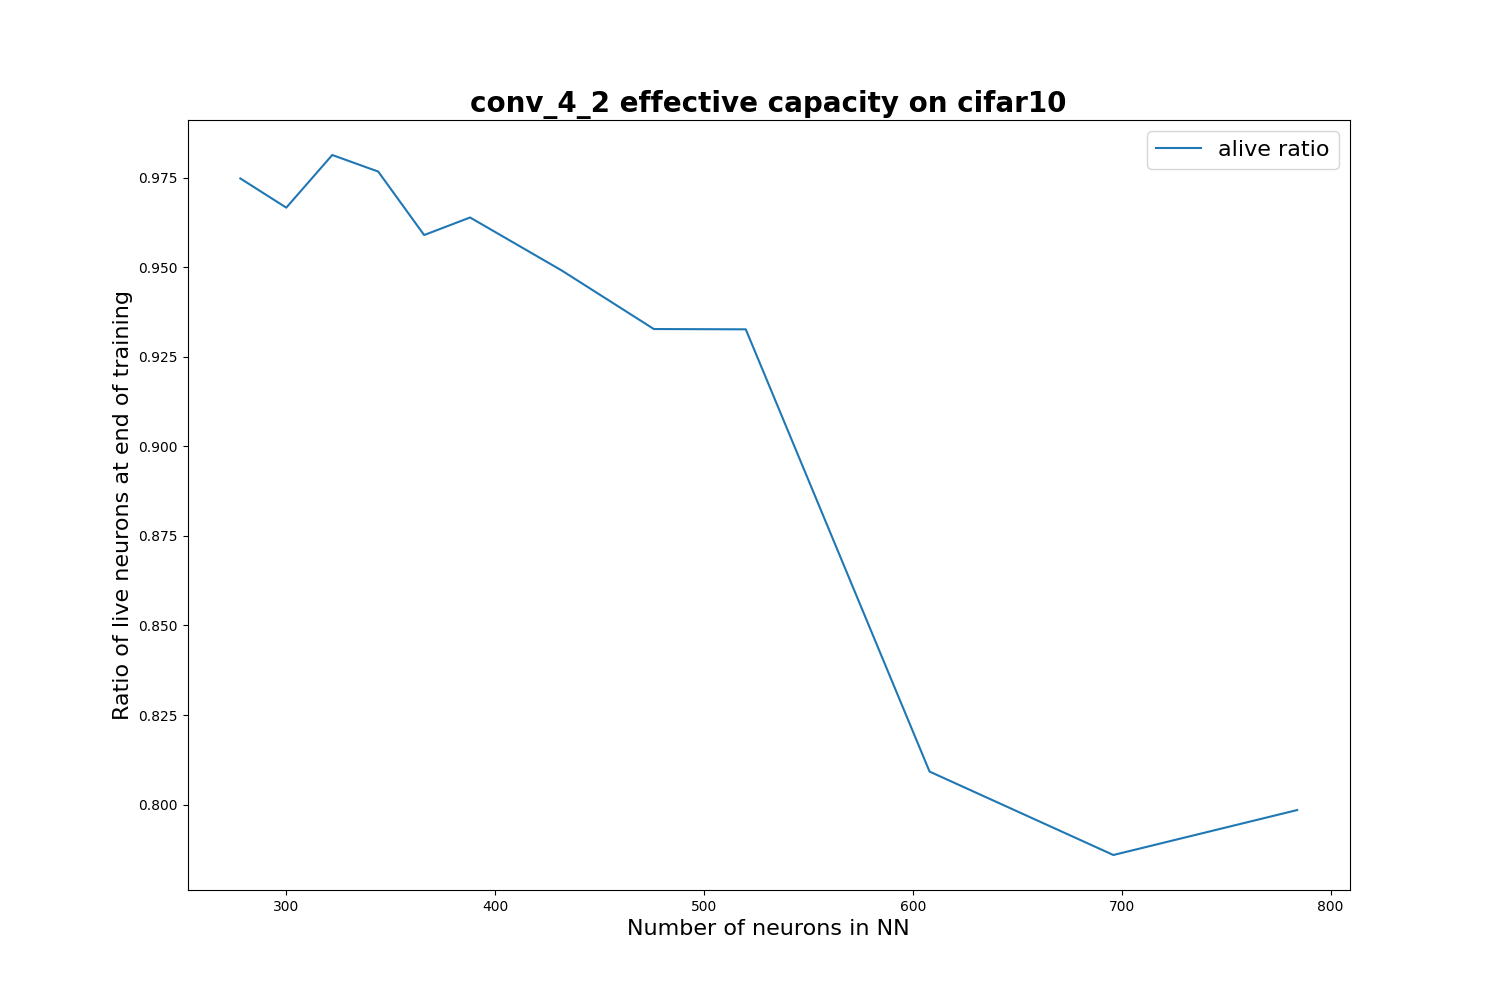 conv_4_2 effective capacity on cifar10
alive ratio
0.975
0.950
0.925
0.900
0.875
0.850
0.825
0.800
Ratio of live neurons at end of training
300 400 500 600 700 800
Number of neurons in NN